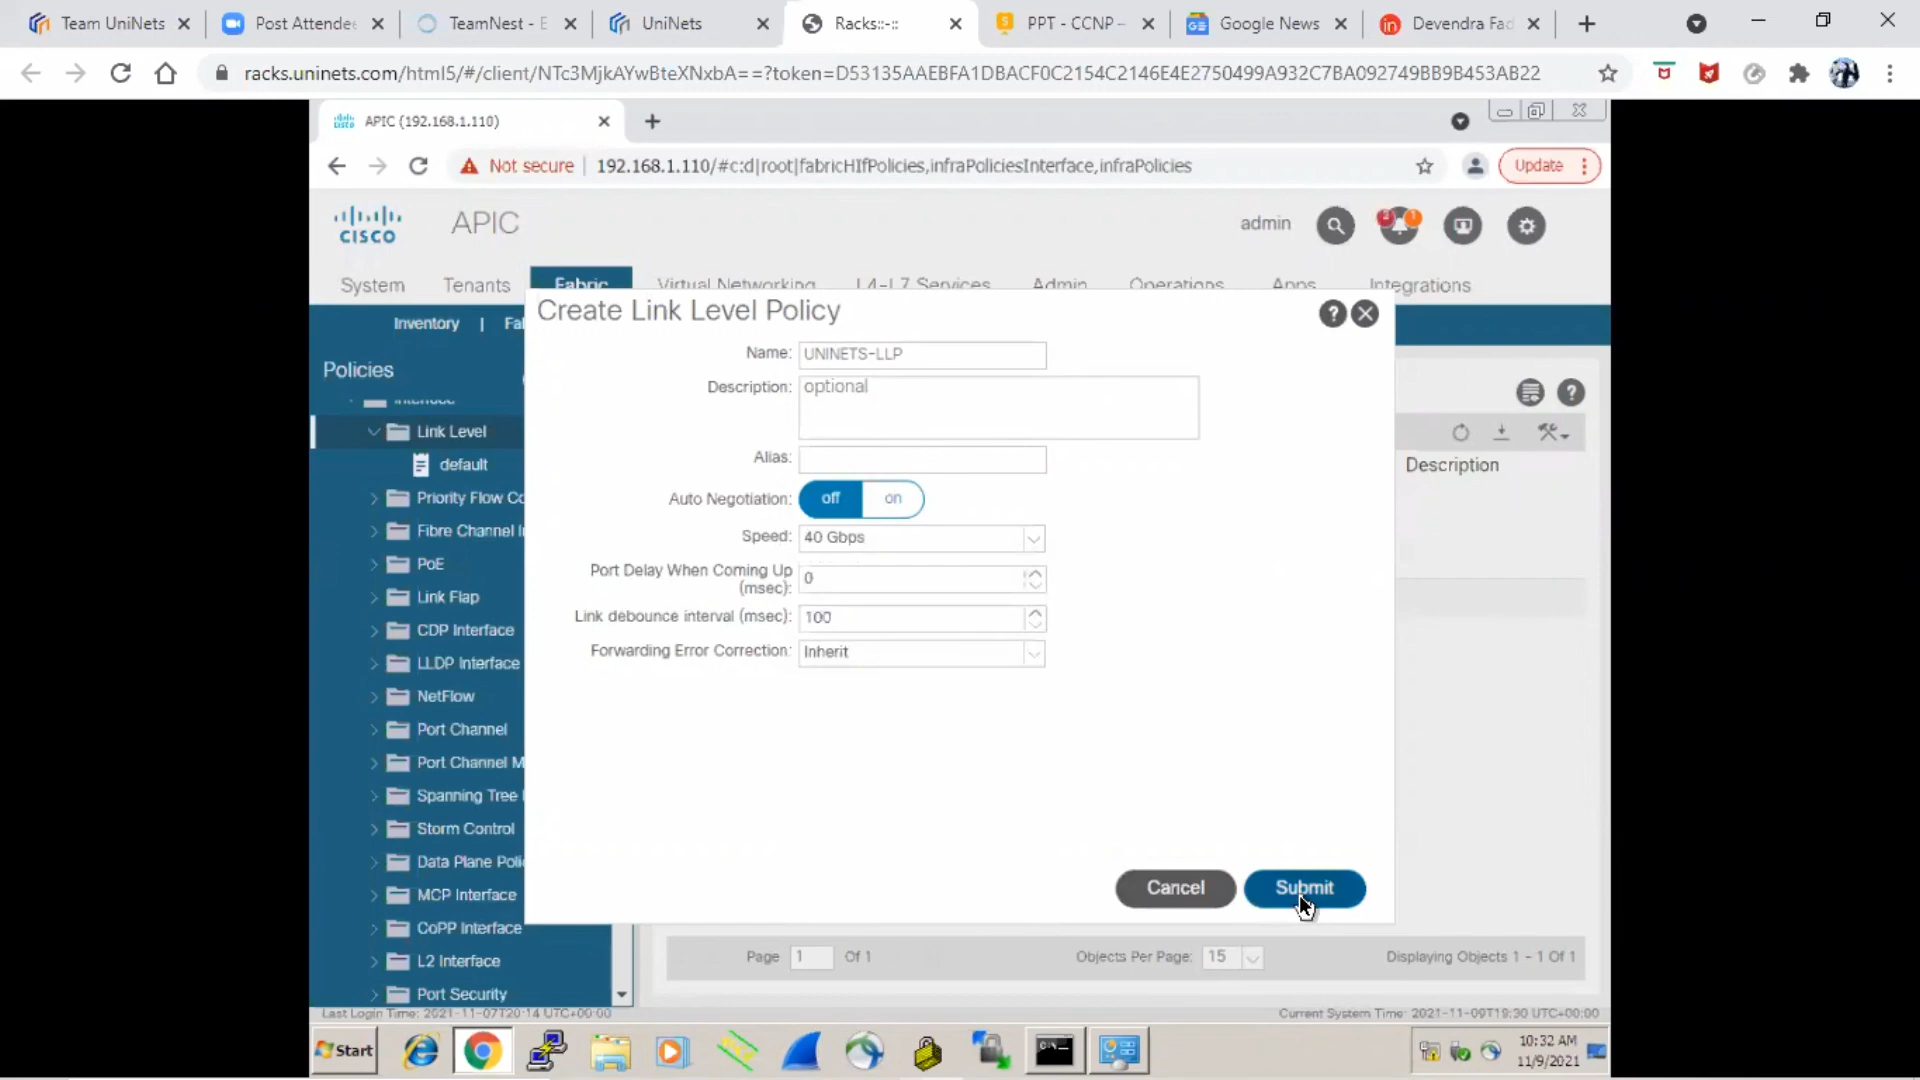 Team UniNets
Post Attendee
TeamNest - E
UniNets
Racks::-::
PPT - CCNP -
Google News
Devendra Fad
racks.uninets.com/html5/#/client/NTc3MjkAYwBteXNxbA==?token=D53135AAEBFA1DBACF0C2154C2146E4E2750499A932C7BA092749BB9B453AB22
APIC (192.168.1.110)
Not secure
192.168.1.110/#c:d|root|fabricHIfPolicies,infraPoliciesInterface,infraPolicies
Update
CISCO
APIC
admin
System
Tenants
Fabric
Virtual Networking
L4-L7 Services
Admin
Operations
Apps
Integrations
Inventory
|
Fa
Create Link Level Policy
Policies
Interface
Link Level
default
Priority Flow Co
Fibre Channel In
PoE
Link Flap
CDP Interface
LLDP Interface
NetFlow
Port Channel
Port Channel M
Spanning Tree
Storm Control
Data Plane Poli
MCP Interface
CoPP Interface
L2 Interface
Port Security
Name: UNINETS-LLP
Description: optional
Alias:
Auto Negotiation: off on
Speed: 40 Gbps
Port Delay When Coming Up
(msec): 0
Link debounce interval (msec): 100
Forwarding Error Correction: Inherit
Cancel
Submit
Description
Page 1 Of 1
Objects Per Page: 15
Displaying Objects 1 - 1 Of 1
Last Login Time: 2021-11-07T20:14 UTC+00:00
Current System Time: 2021-11-09T19:30 UTC+00:00
Start
10:32 AM
11/9/2021